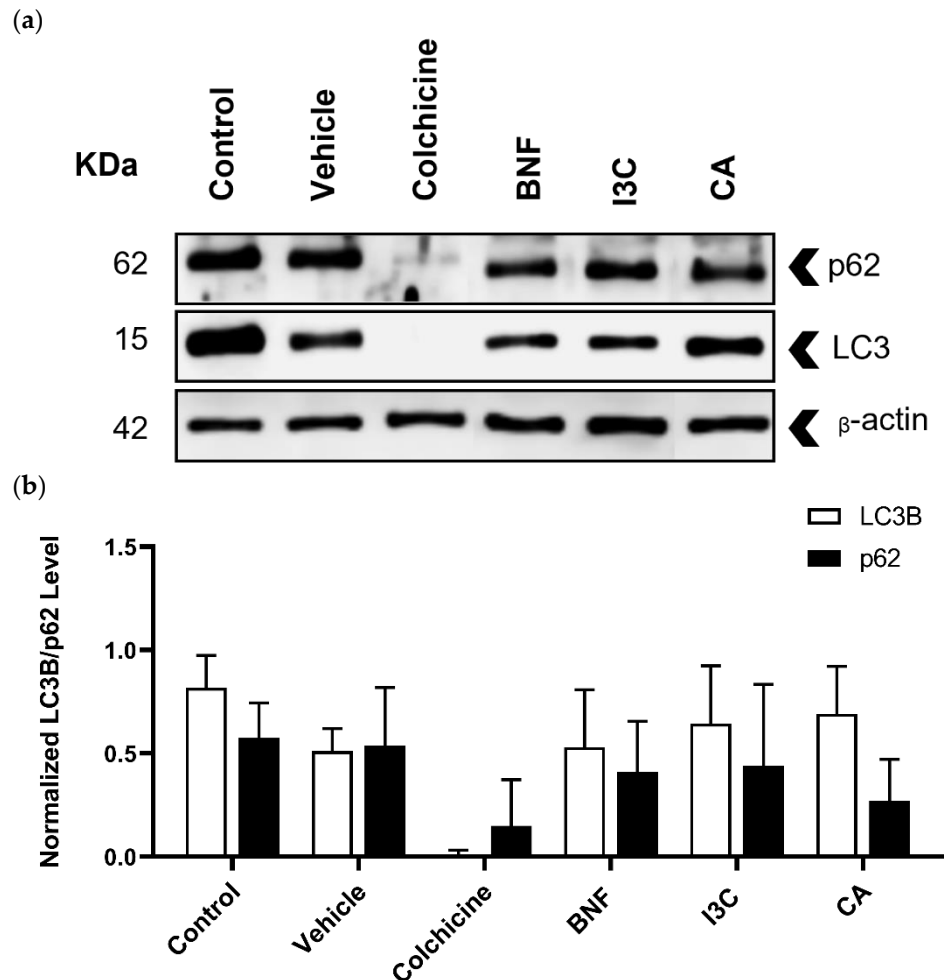 (a)
KDa
Control
Vehicle
Colchicine
BNF
I3C
CA
62
p62
15
LC3
42
β-actin
(b)
LC3B
p62
Normalized LC3B/p62 Level
1.5
1.0
0.5
0.0
Control
Vehicle
Colchicine
BNF
I3C
CA